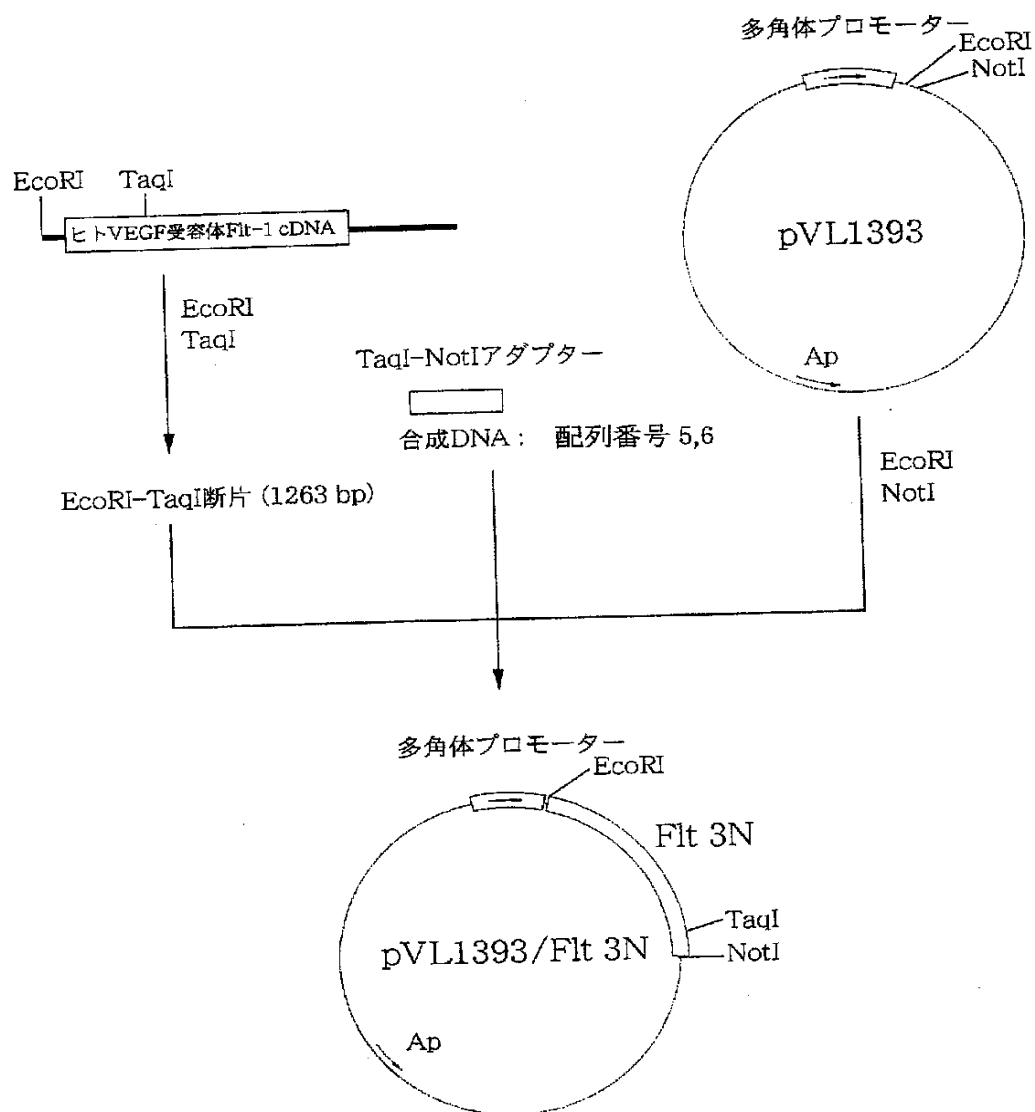 多角体プロモーター
EcoRI
NotI
EcoRI
TaqI
ヒトVEGF受容体Flt-1 cDNA
pVL1393
EcoRI
TaqI
TaqI-NotIアダプター
Ap
合成DNA： 配列番号 5,6
EcoRI
NotI
EcoRI-TaqI断片 (1263 bp)
多角体プロモーター
EcoRI
Flt 3N
TaqI
NotI
pVL1393/Flt 3N
Ap